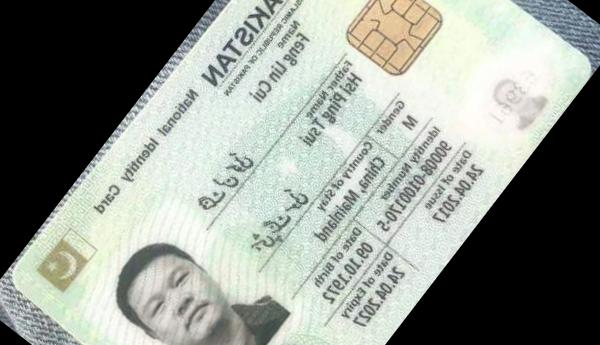 PAKISTAN National Identity Card
ISLAMIC REPUBLIC OF PAKISTAN
Name
Feng Lin Cui
Father Name
Hsi Ping Tsui
Gender Country of Stay
M China, Mainland
Identity Number Date of Birth
90008-0100170-5 09.10.1972
Date of Issue Date of Expiry
24.04.2017 24.04.2027